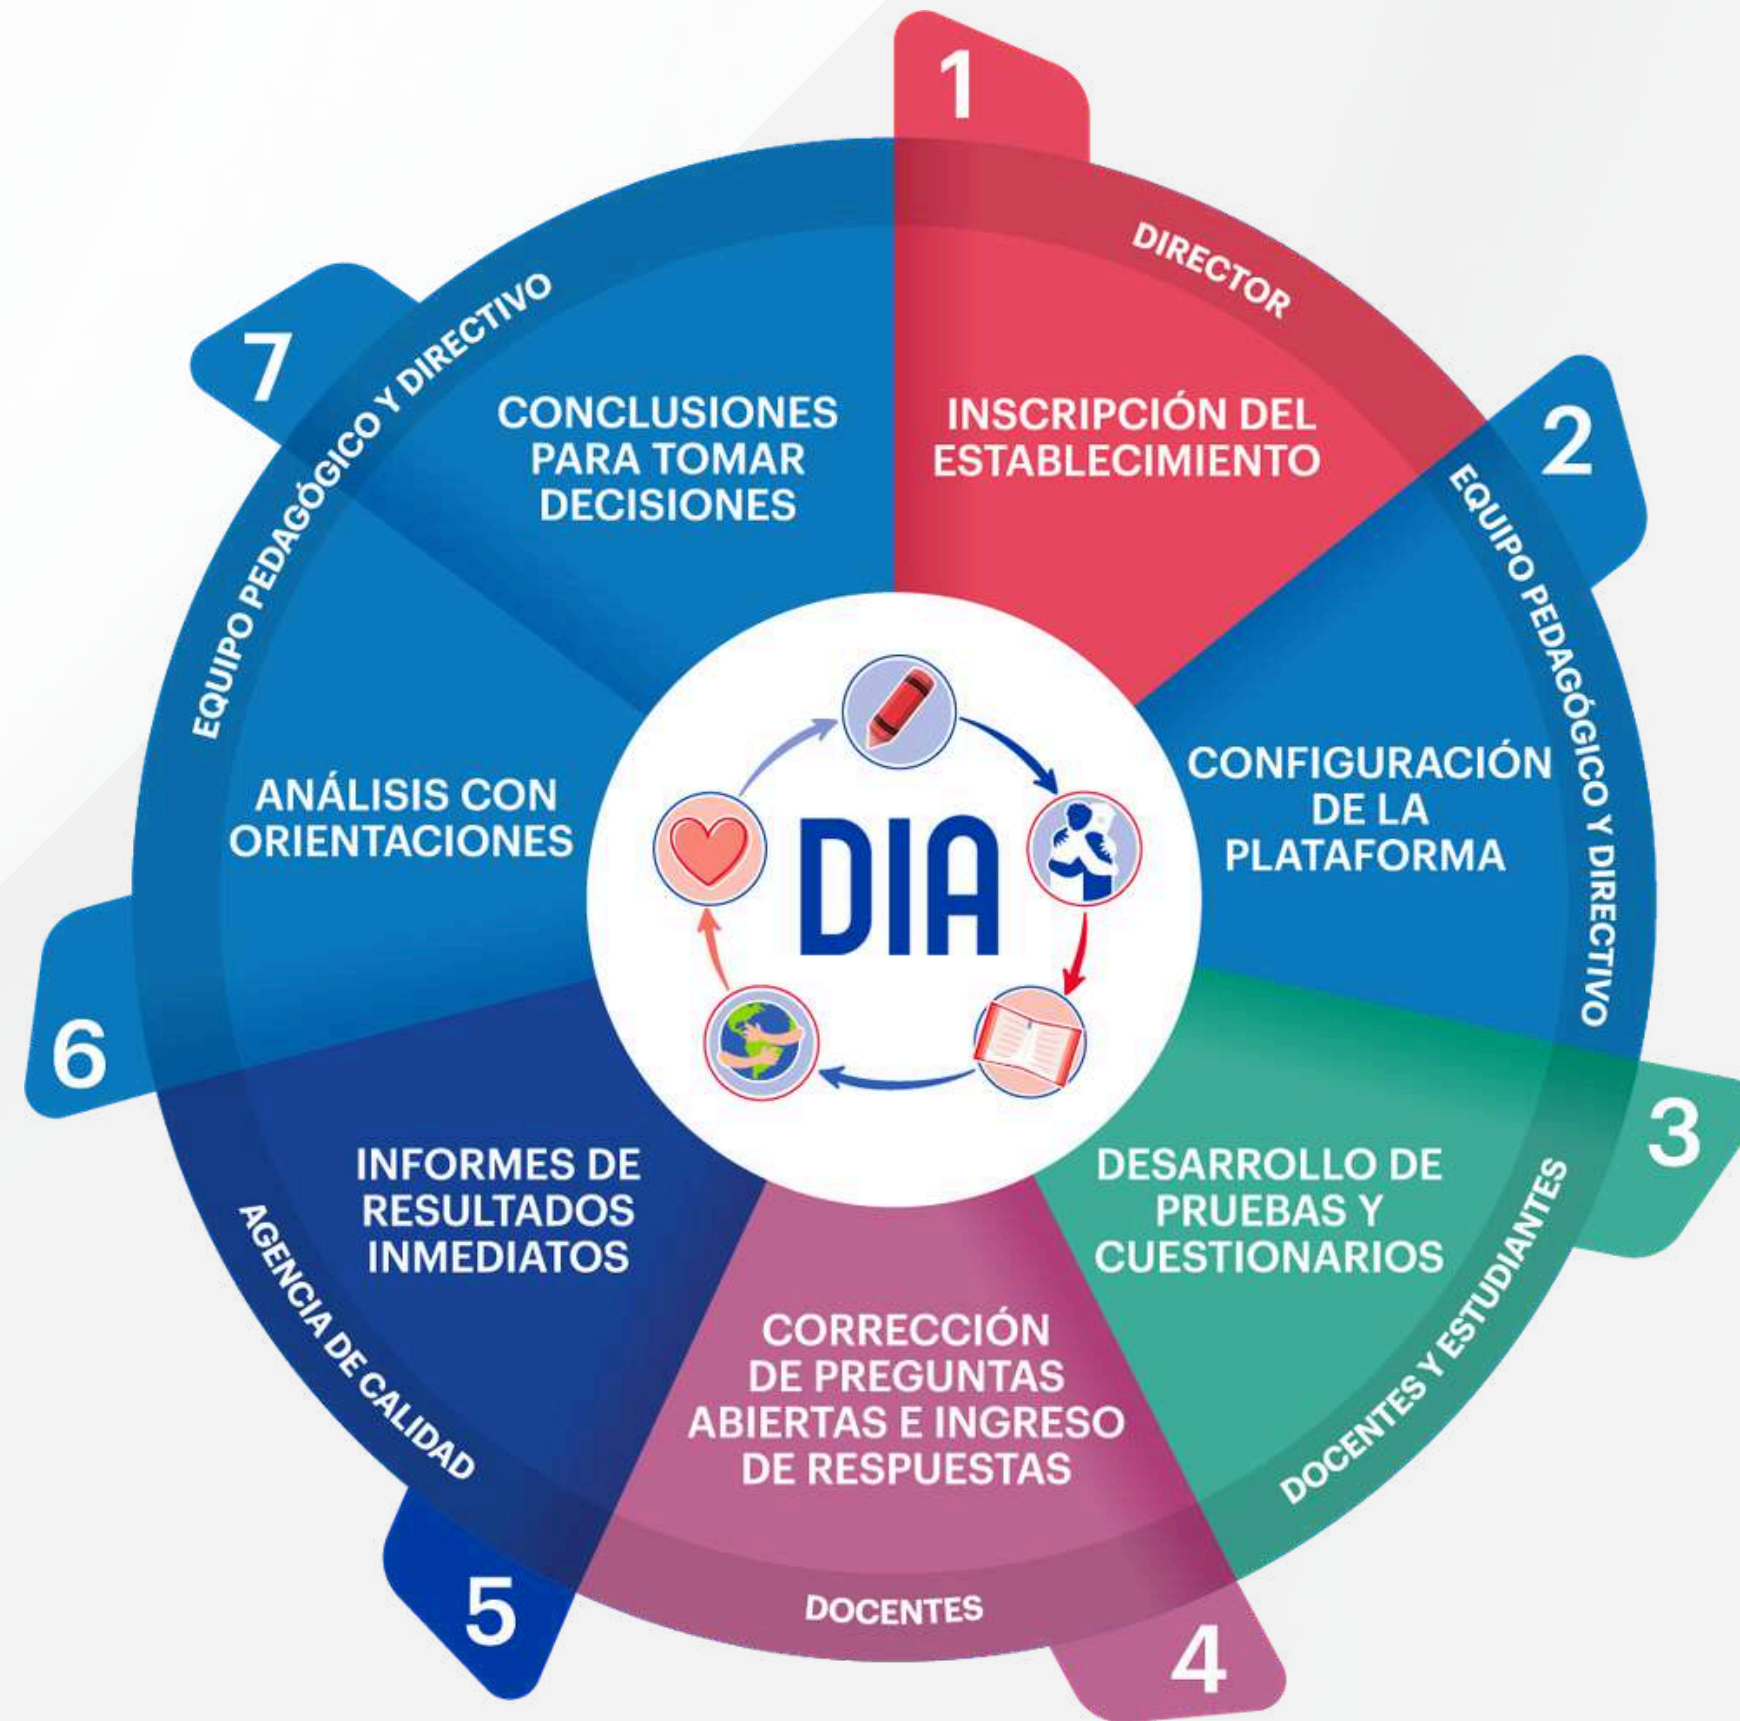 1
DIRECTOR
INSCRIPCIÓN DEL
ESTABLECIMIENTO
2
EQUIPO PEDAGÓGICO Y DIRECTIVO
CONFIGURACIÓN
DE LA
PLATAFORMA
3
DOCENTES Y ESTUDIANTES
DESARROLLO DE
PRUEBAS Y
CUESTIONARIOS
4
DOCENTES
CORRECCIÓN
DE PREGUNTAS
ABIERTAS E INGRESO
DE RESPUESTAS
5
AGENCIA DE CALIDAD
INFORMES DE
RESULTADOS
INMEDIATOS
6
EQUIPO PEDAGÓGICO Y DIRECTIVO
ANÁLISIS CON
ORIENTACIONES
7
CONCLUSIONES
PARA TOMAR
DECISIONES
DIA